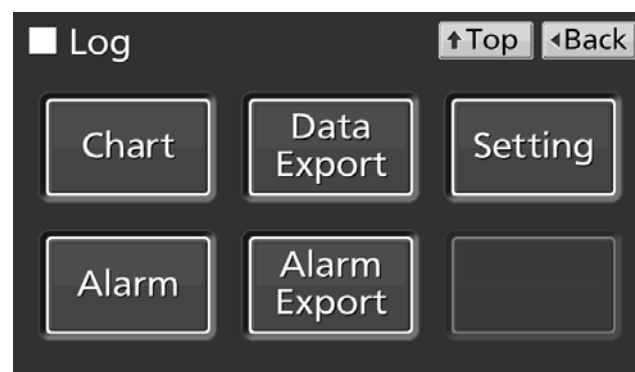 Log
Top
Back
Chart
Data
Export
Setting
Alarm
Alarm
Export